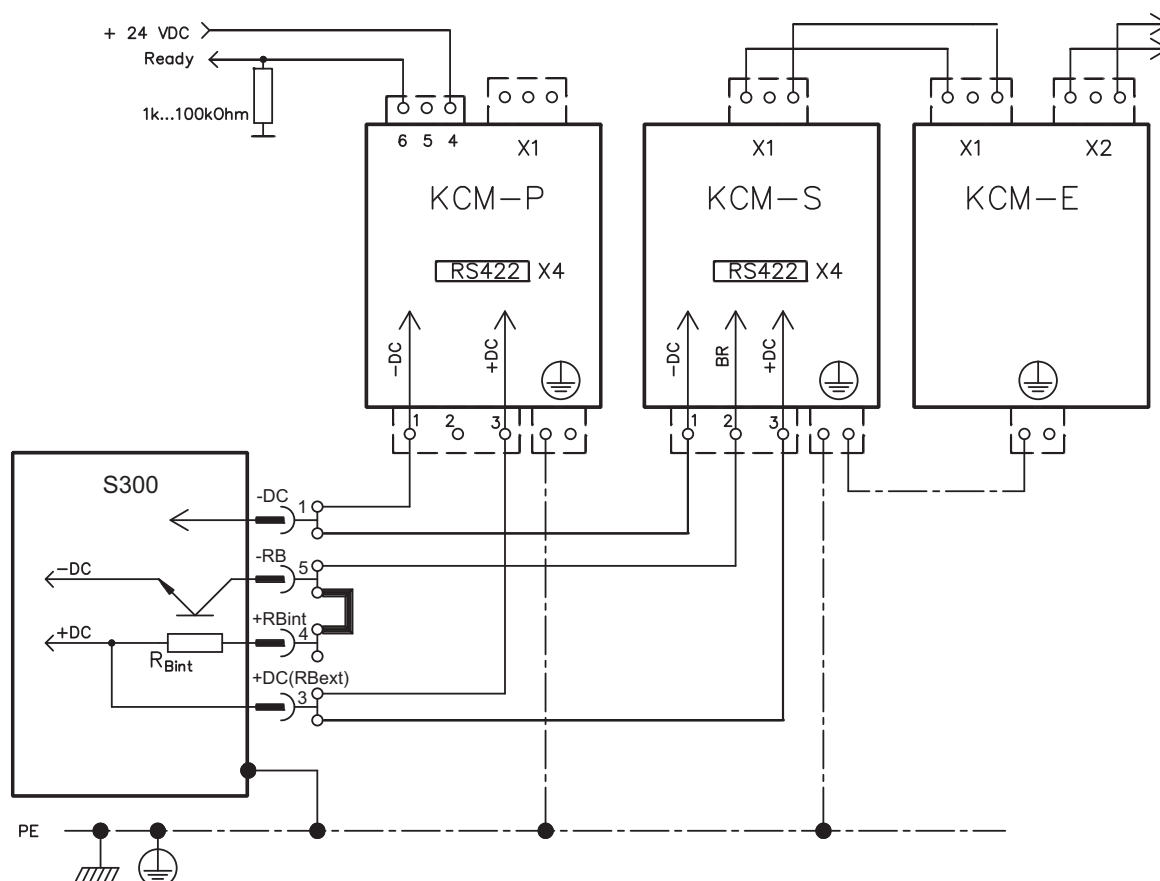 + 24 VDC
Ready
1k...100kOhm
6 5 4
X1
KCM-P
RS422 X4
-DC
+DC
1 2 3
X1
KCM-S
RS422 X4
-DC
BR
+DC
1 2 3
X1 X2
KCM-E
S300
-DC
1
-RB
5
-DC
+RBint
4
+DC
RBint
+DC(RBext)
3
PE